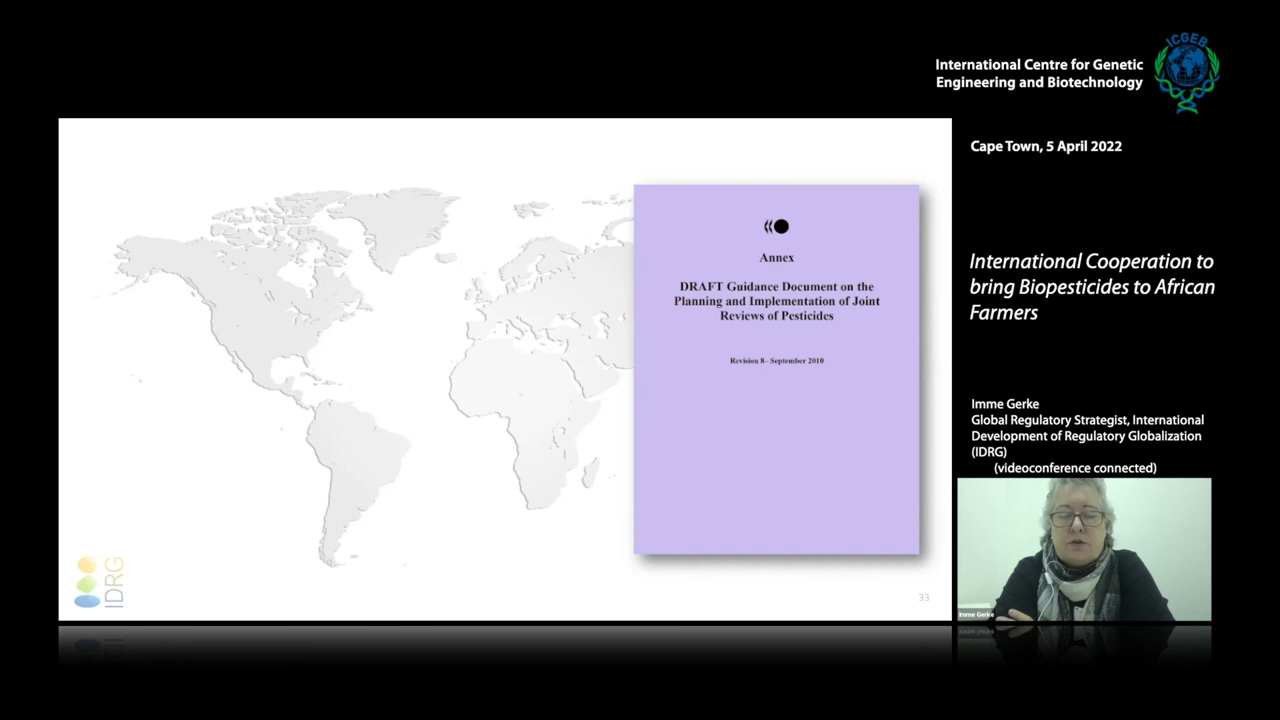 ICGEB
International Centre for Genetic
Engineering and Biotechnology
Cape Town, 5 April 2022
Annex
DRAFT Guidance Document on the
Planning and Implementation of Joint
Reviews of Pesticides
Revision 8– September 2010
IDRG
33
International Cooperation to
bring Biopesticides to African
Farmers
Imme Gerke
Global Regulatory Strategist, International
Development of Regulatory Globalization
(IDRG)
(videoconference connected)
Imme Gerke